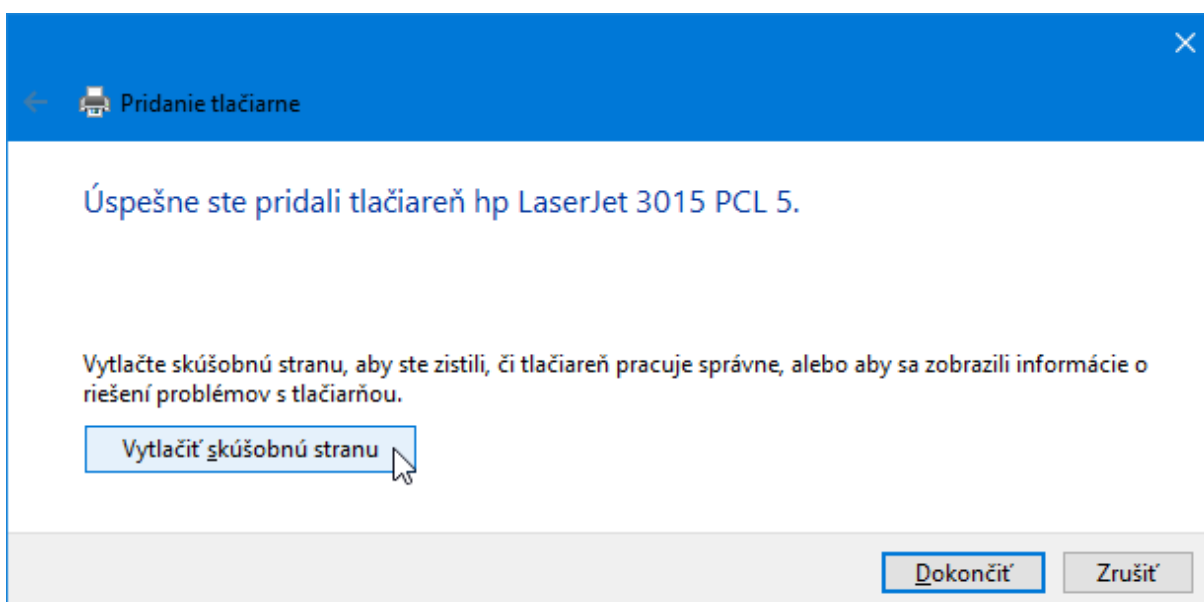 Pridanie tlačiarne
Úspešne ste pridali tlačiareň hp LaserJet 3015 PCL 5.
Vytlačte skúšobnú stranu, aby ste zistili, či tlačiareň pracuje správne, alebo aby sa zobrazili informácie o
riešení problémov s tlačiarňou.
Vytlačiť skúšobnú stranu
Dokončiť
Zrušiť